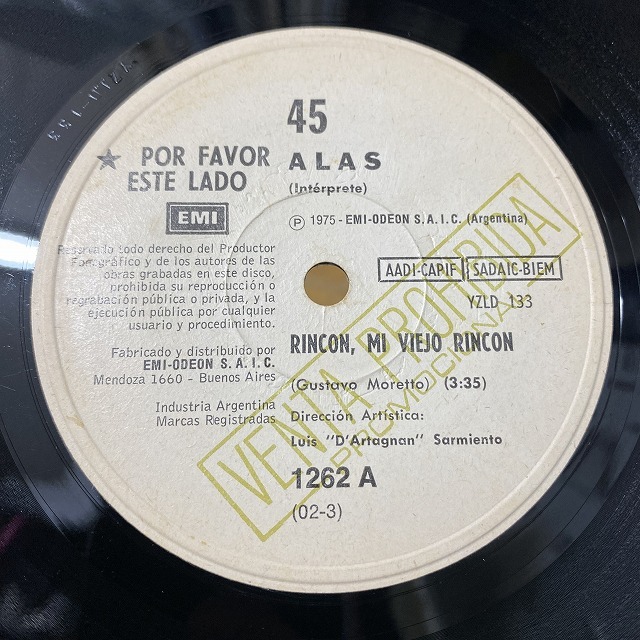 45
★ POR FAVOR
ESTE LADO
ALAS
(Intérprete)
EMI
Ⓟ 1975 - EMI-ODEON S.A.I.C. (Argentina)
Reservado todo derecho del Productor
Fonográfico y de los autores de las
obras grabadas en este disco,
prohibida su reproducción o
regrabación pública o privada, y la
ejecución pública por cualquier
usuario y procedimiento.
AADI-CAPIF SADAIC-BIEM
YZLD 133
Fabricado y distribuido por
EMI-ODEON S.A.I.C.
Mendoza 1660 - Buenos Aires
Industria Argentina
Marcas Registradas
RINCON, MI VIEJO RINCON
(Gustavo Moretto) (3:35)
Dirección Artística:
Luis "D'Artagnan" Sarmiento
1262 A
(02-3)
VENTA PROHIBIDA
PROMOCIONAL